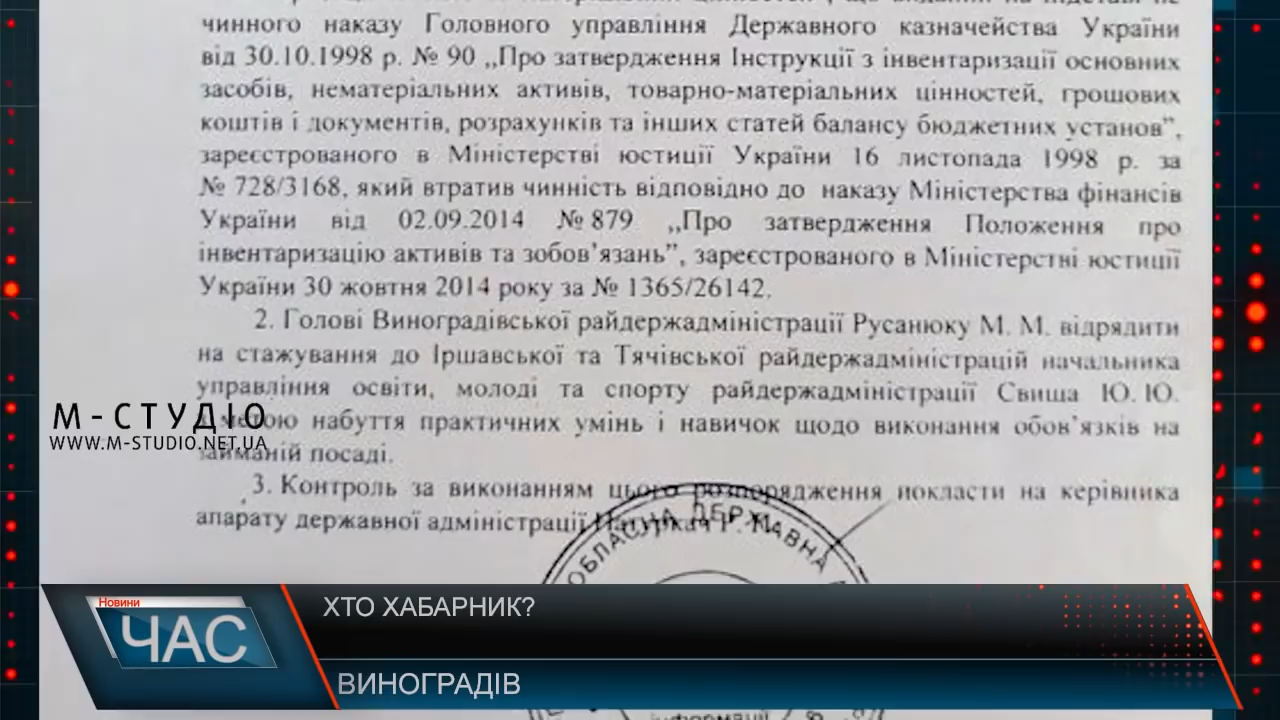 чинного наказу Головного управління Державного казначейства України
від 30.10.1998 р. № 90 ,,Про затвердження Інструкції з інвентаризації основних
засобів, нематеріальних активів, товарно-матеріальних цінностей, грошових
коштів і документів, розрахунків та інших статей балансу бюджетних установ”,
зареєстрованого в Міністерстві юстиції України 16 листопада 1998 р. за
№ 728/3168, який втратив чинність відповідно до наказу Міністерства фінансів
України від 02.09.2014 № 879 ,,Про затвердження Положення про
інвентаризацію активів та зобов’язань”, зареєстрованого в Міністерстві юстиції
України 30 жовтня 2014 року за № 1365/26142.
2. Голові Виноградівської райдержадміністрації Русанюку М. М. відрядити
на стажування до Іршавської та Тячівської райдержадміністрацій начальника
управління освіти, молоді та спорту райдержадміністрації Свища Ю. Ю.
метою набуття практичних умінь і навичок щодо виконання обов’язків на
займаній посаді.
3. Контроль за виконанням цього розпорядження покласти на керівника
апарату державної адміністрації
ОБЛАСНА ДЕРЖАВНА
М-СТУДІО
WWW.M-STUDIO.NET.UA
Новини
ЧАС
ХТО ХАБАРНИК?
ВИНОГРАДІВ